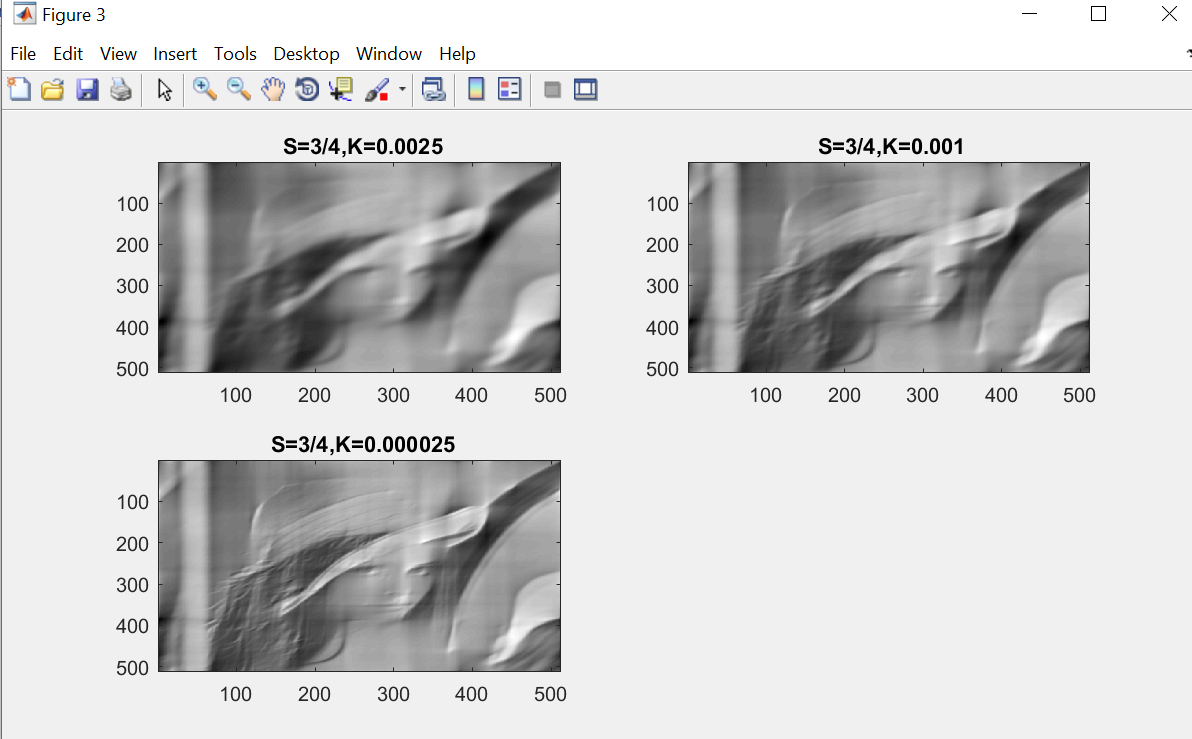 Figure 3
File Edit View Insert Tools Desktop Window Help
S=3/4,K=0.0025
100
200
300
400
500
100 200 300 400 500
S=3/4,K=0.001
100
200
300
400
500
100 200 300 400 500
S=3/4,K=0.000025
100
200
300
400
500
100 200 300 400 500